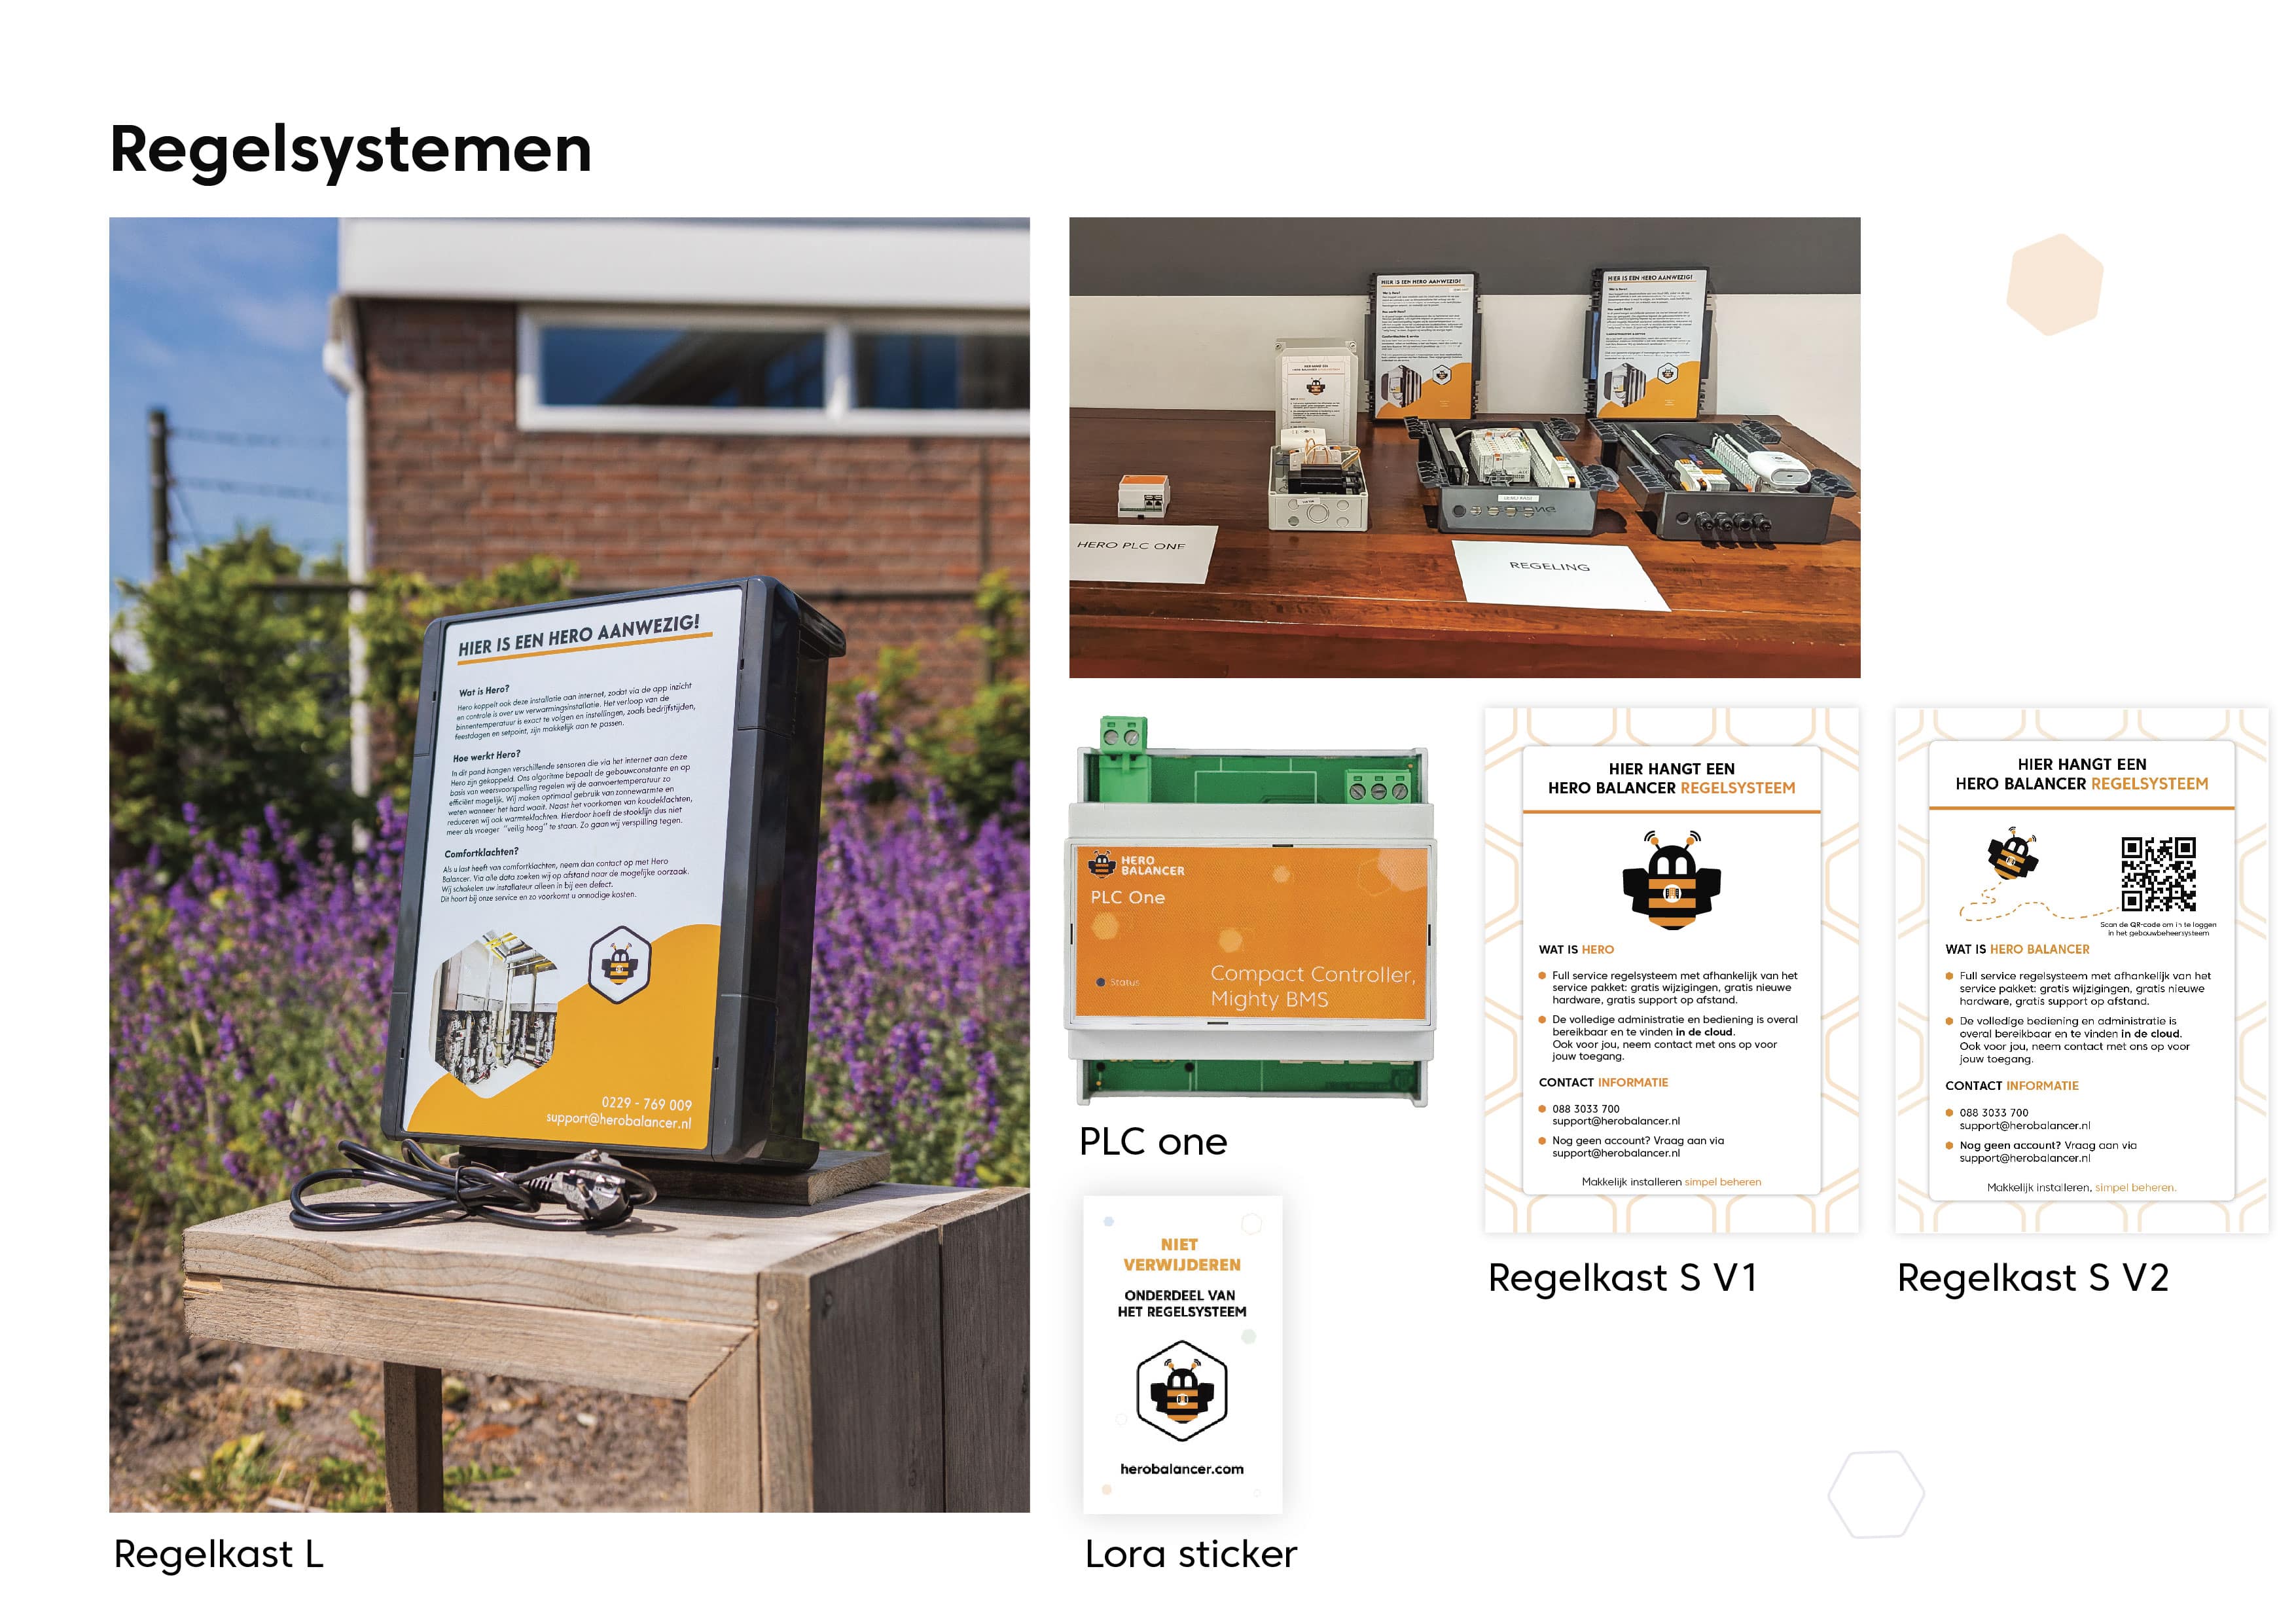 Regelsystemen
HIER IS EEN HERO AANWEZIG!
Wat is Hero?
Hero koppelt ook deze installatie aan internet, zodat via de app inzicht
en controle is over uw verwarmingsinstallatie. Het verloop van de
binnentemperatuur is exact te volgen en instellingen, zoals bedrijfstijden,
feestdagen en setpoint, zijn makkelijk aan te passen.
Hoe werkt Hero?
In dit pand hangen verschillende sensoren die via het internet aan deze
Hero zijn gekoppeld. Ons algoritme bepaalt de gebouwconstante en op
basis van weersvoorspelling regelen wij de aanvoertemperatuur zo
efficiënt mogelijk. Wij maken optimaal gebruik van zonnewarmte en
weten wanneer het hard waait. Naast het voorkomen van koudeklachten,
reduceren wij ook warmteklachten. Hierdoor hoeft de stooklijn dus niet
meer als vroeger "veilig hoog" te staan. Zo gaan wij verspilling tegen.
Comfortklachten?
Als u last heeft van comfortklachten, neem dan contact op met Hero
Balancer. Via alle data zoeken wij op afstand naar de mogelijke oorzaak.
Wij schakelen uw installateur alleen in bij een defect.
Dit hoort bij onze service en zo voorkomt u onnodige kosten.
0229 - 769 009
support@herobalancer.nl
Regelkast L
HIER IS EEN HERO AANWEZIG!
HIER IS EEN HERO AANWEZIG!
HERO PLC ONE
REGELING
HERO
BALANCER
PLC One
Status
Compact Controller,
Mighty BMS
PLC one
NIET
VERWIJDEREN
ONDERDEEL VAN
HET REGELSYSTEEM
herobalancer.com
Lora sticker
HIER HANGT EEN
HERO BALANCER REGELSYSTEEM
WAT IS HERO
Full service regelsysteem met afhankelijk van het
service pakket: gratis wijzigingen, gratis nieuwe
hardware, gratis support op afstand.
De volledige administratie en bediening is overal
bereikbaar en te vinden in de cloud.
Ook voor jou, neem contact met ons op voor
jouw toegang.
CONTACT INFORMATIE
088 3033 700
support@herobalancer.nl
Nog geen account? Vraag aan via
support@herobalancer.nl
Makkelijk installeren simpel beheren
Regelkast S V1
HIER HANGT EEN
HERO BALANCER REGELSYSTEEM
Scan de QR-code om in te loggen
in het gebouwbeheersysteem
WAT IS HERO BALANCER
Full service regelsysteem met afhankelijk van het
service pakket: gratis wijzigingen, gratis nieuwe
hardware, gratis support op afstand.
De volledige bediening en administratie is
overal bereikbaar en te vinden in de cloud.
Ook voor jou, neem contact met ons op voor
jouw toegang.
CONTACT INFORMATIE
088 3033 700
support@herobalancer.nl
Nog geen account? Vraag aan via
support@herobalancer.nl
Makkelijk installeren, simpel beheren.
Regelkast S V2